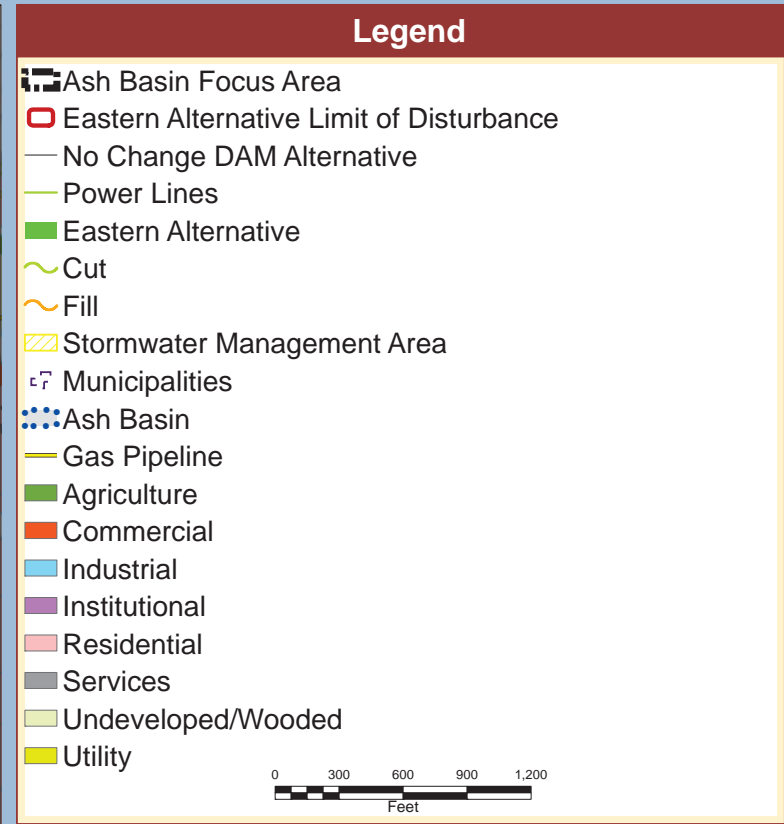 Legend
Ash Basin Focus Area
Eastern Alternative Limit of Disturbance
No Change DAM Alternative
Power Lines
Eastern Alternative
Cut
Fill
Stormwater Management Area
Municipalities
Ash Basin
Gas Pipeline
Agriculture
Commercial
Industrial
Institutional
Residential
Services
Undeveloped/Wooded
Utility
0 300 600 900 1,200
Feet